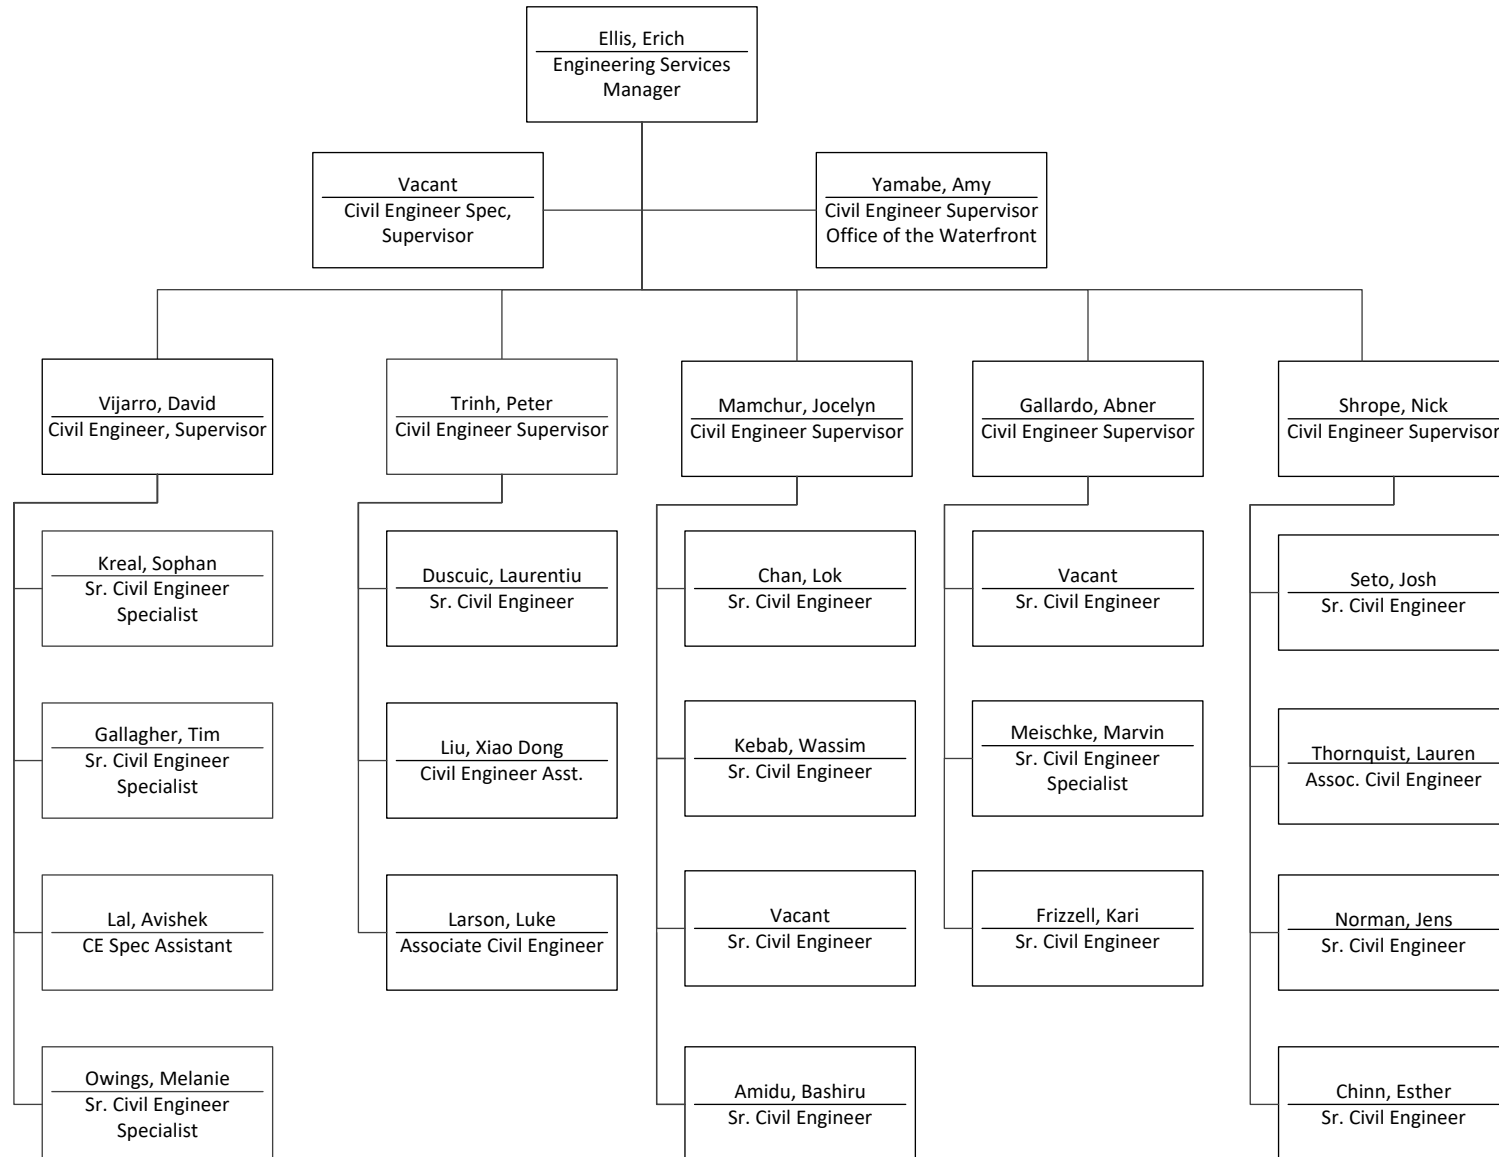 Ellis, Erich
Engineering Services
Manager
Vacant
Civil Engineer Spec,
Supervisor
Yamabe, Amy
Civil Engineer Supervisor
Office of the Waterfront
Vijarro, David
Civil Engineer, Supervisor
Trinh, Peter
Civil Engineer Supervisor
Mamchur, Jocelyn
Civil Engineer Supervisor
Gallardo, Abner
Civil Engineer Supervisor
Shrope, Nick
Civil Engineer Supervisor
Kreal, Sophan
Sr. Civil Engineer
Specialist
Duscuic, Laurentiu
Sr. Civil Engineer
Chan, Lok
Sr. Civil Engineer
Vacant
Sr. Civil Engineer
Seto, Josh
Sr. Civil Engineer
Gallagher, Tim
Sr. Civil Engineer
Specialist
Liu, Xiao Dong
Civil Engineer Asst.
Kebab, Wassim
Sr. Civil Engineer
Meischke, Marvin
Sr. Civil Engineer
Specialist
Thornquist, Lauren
Assoc. Civil Engineer
Lal, Avishek
CE Spec Assistant
Larson, Luke
Associate Civil Engineer
Vacant
Sr. Civil Engineer
Frizzell, Kari
Sr. Civil Engineer
Norman, Jens
Sr. Civil Engineer
Owings, Melanie
Sr. Civil Engineer
Specialist
Amidu, Bashiru
Sr. Civil Engineer
Chinn, Esther
Sr. Civil Engineer